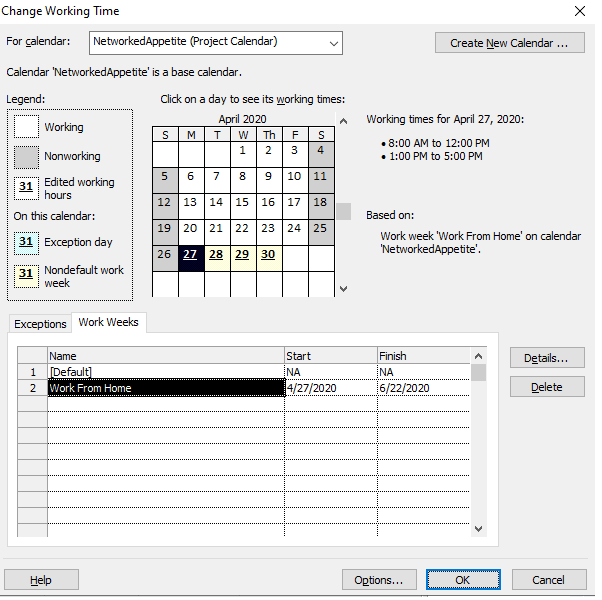 Change Working Time
For calendar: NetworkedAppetite (Project Calendar)
Create New Calendar ...
Calendar 'NetworkedAppetite' is a base calendar.
Legend:
Working
Nonworking
31 Edited working hours
On this calendar:
31 Exception day
31 Nondefault work week
Click on a day to see its working times:
April 2020
S M T W Th F S
1 2 3 4
5 6 7 8 9 10 11
12 13 14 15 16 17 18
19 20 21 22 23 24 25
26 27 28 29 30
Working times for April 27, 2020:
• 8:00 AM to 12:00 PM
• 1:00 PM to 5:00 PM
Based on:
Work week 'Work From Home' on calendar
'NetworkedAppetite'.
Exceptions Work Weeks
Name Start Finish
1 [Default] NA NA
2 Work From Home 4/27/2020 6/22/2020
Details...
Delete
Help Options... OK Cancel